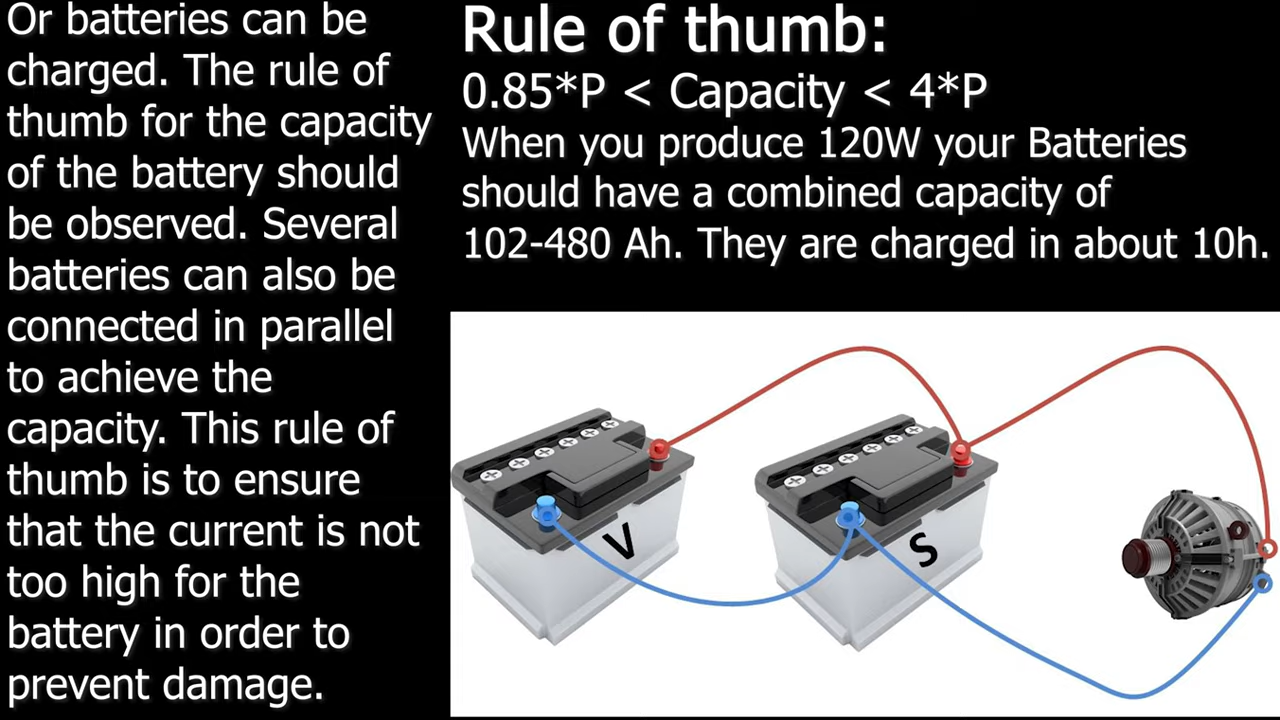 Or batteries can be
charged. The rule of
thumb for the capacity
of the battery should
be observed. Several
batteries can also be
connected in parallel
to achieve the
capacity. This rule of
thumb is to ensure
that the current is not
too high for the
battery in order to
prevent damage.
Rule of thumb:
0.85*P < Capacity < 4*P
When you produce 120W your Batteries
should have a combined capacity of
102-480 Ah. They are charged in about 10h.
V
S